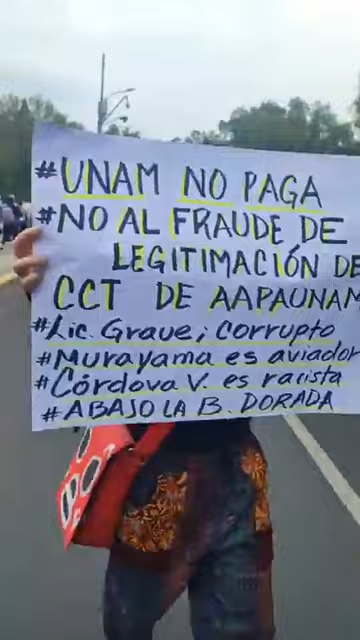 #UNAM NO PAGA
#NO AL FRAUDE DE
LEGITIMACIÓN DE
CCT DE AAPAUNAM
#Lic. Graue, corrupto
#Murayama es aviador
#Córdova V. es racista
#ABAJO LA B. DORADA